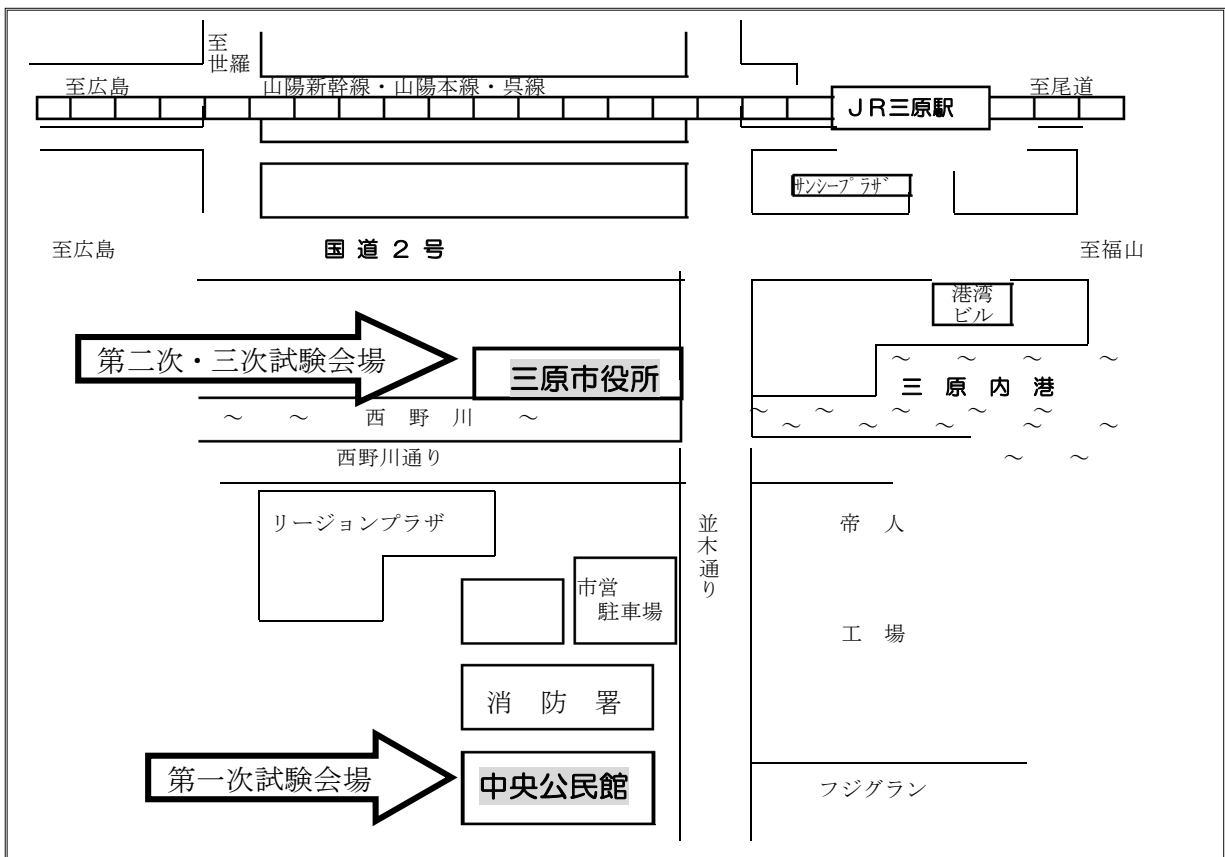 至
世羅
至広島
山陽新幹線・山陽本線・呉線
JR三原駅
至尾道
サンシープラザ
至広島
国道2号
至福山
港湾
ビル
第二次・三次試験会場
三原市役所
三原内港
～ ～ 西野川 ～
西野川通り
リージョンプラザ
並木通り
帝人
市営
駐車場
工場
消防署
第一次試験会場
中央公民館
フジグラン